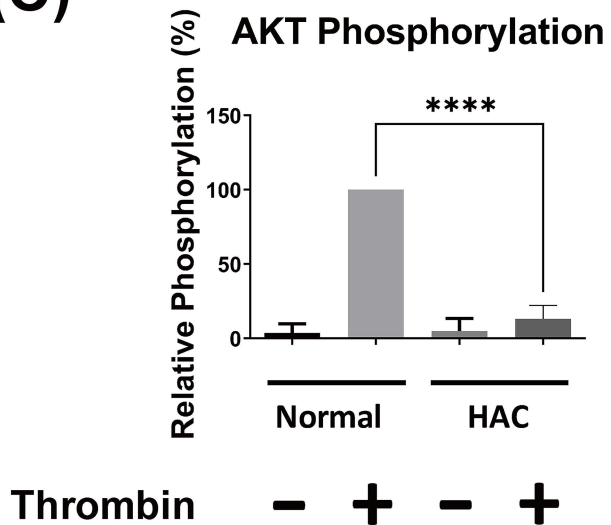 (C)
AKT Phosphorylation
Relative Phosphorylation (%)
****
150
100
50
0
Normal HAC
Thrombin - + - +